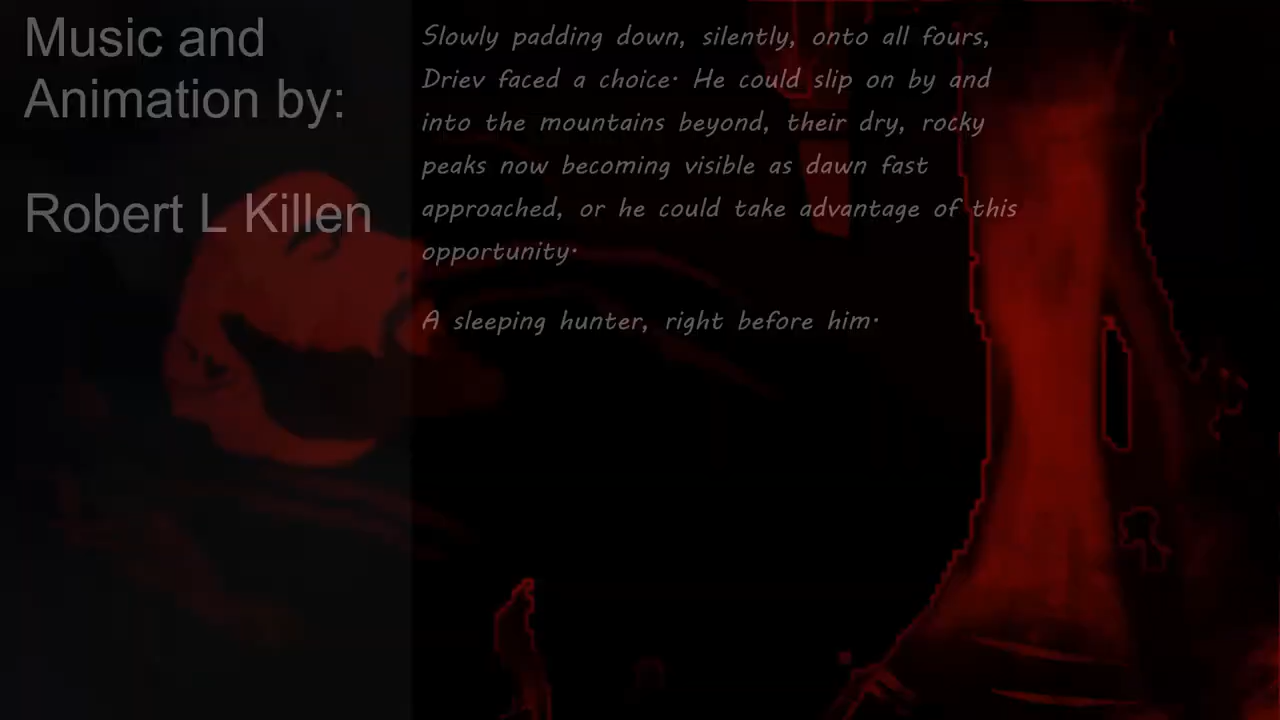 Music and
Animation by:
Robert L Killen
Slowly padding down, silently, onto all fours,
Driev faced a choice. He could slip on by and
into the mountains beyond, their dry, rocky
peaks now becoming visible as dawn fast
approached, or he could take advantage of this
opportunity.
A sleeping hunter, right before him.